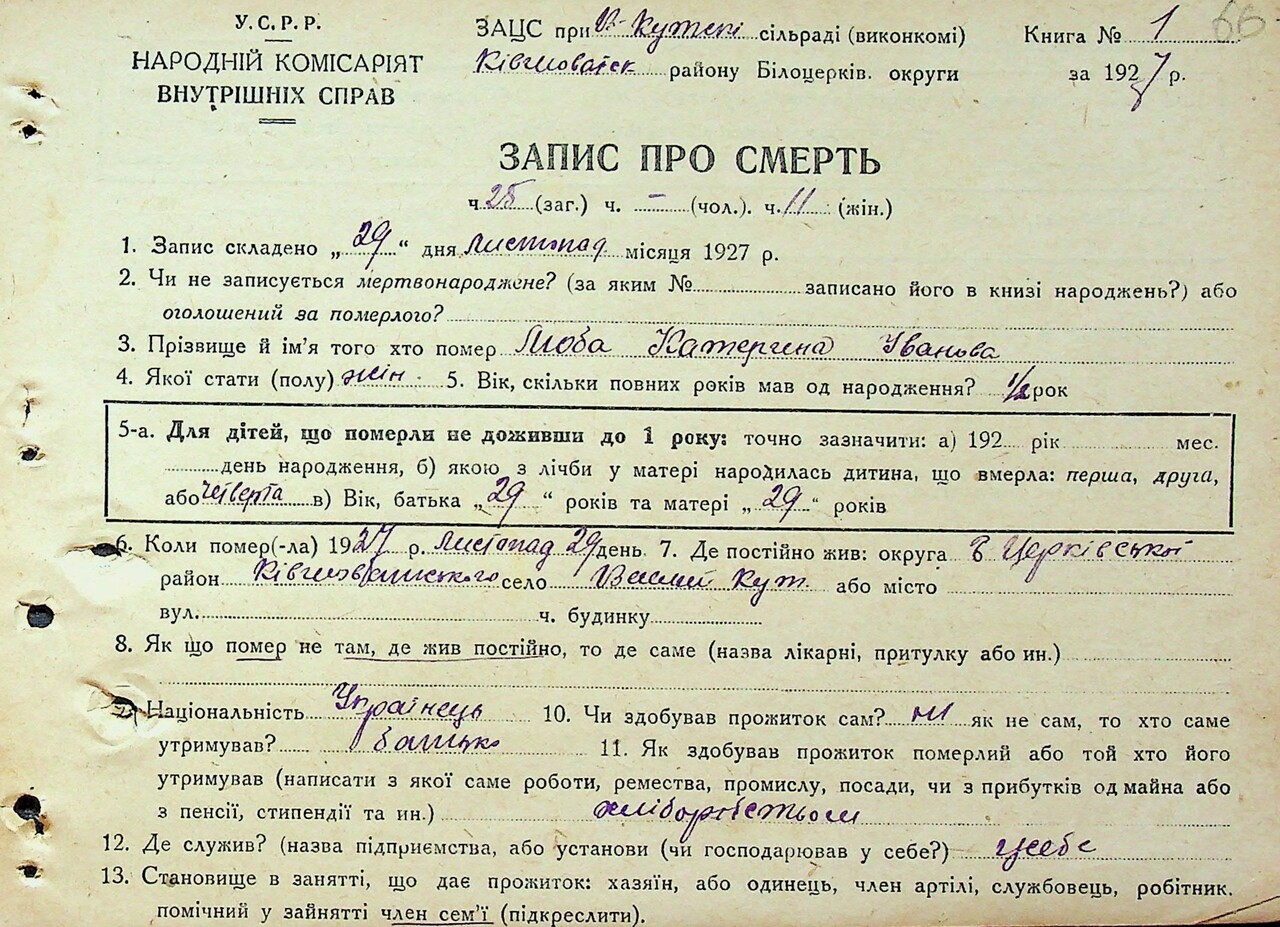 У.С.Р.Р.
НАРОДНІЙ КОМІСАРІЯТ
ВНУТРІШНІХ СПРАВ
ЗАЦС при В-Кутскі сільраді (виконкомі)
району Білоцерків. округи
Книга № 1
66
за 1927 р.
ЗАПИС ПРО СМЕРТЬ
ч 25 (заг.) ч. – (чол.). ч. 11 (жін.)
1. Запис складено „ 29 “ дня листопад місяця 1927 р.
2. Чи не записується мертвонароджене? (за яким № записано його в книзі народжень?) або
оголошений за померлого?
3. Прізвище й ім'я того хто помер Люба Катергена Іванова
4. Якої стати (полу) жін. 5. Вік, скільки повних років мав од народження? 1/2 рок
5-а. Для дітей, що померли не доживши до 1 року: точно зазначити: а) 192 рік мес.
день народження, б) якою з лічби у матері народилась дитина, що вмерла: перша, друга,
або четверта в) Вік, батька „ 29 “ років та матері „ 29 “ років
6. Коли помер(-ла) 1927 р. листопад 29 день 7. Де постійно жив: округа Б Церківської
район село Кут. або місто
вул. ч. будинку
8. Як що помер не там, де жив постійно, то де саме (назва лікарні, притулку або ин.)
Національність Українець 10. Чи здобував прожиток сам? ні як не сам, то хто саме
утримував? батько 11. Як здобував прожиток померлий або той хто його
утримував (написати з якої саме роботи, ремества, промислу, посади, чи з прибутків од майна або
з пенсії, стипендії та ин.) хліборобством
12. Де служив? (назва підприємства, або установи (чи господарював у себе?) усебе
13. Становище в занятті, що дає прожиток: хазяїн, або одинець, член артілі, службовець, робітник.
помічний у зайнятті член сем'ї (підкреслити).